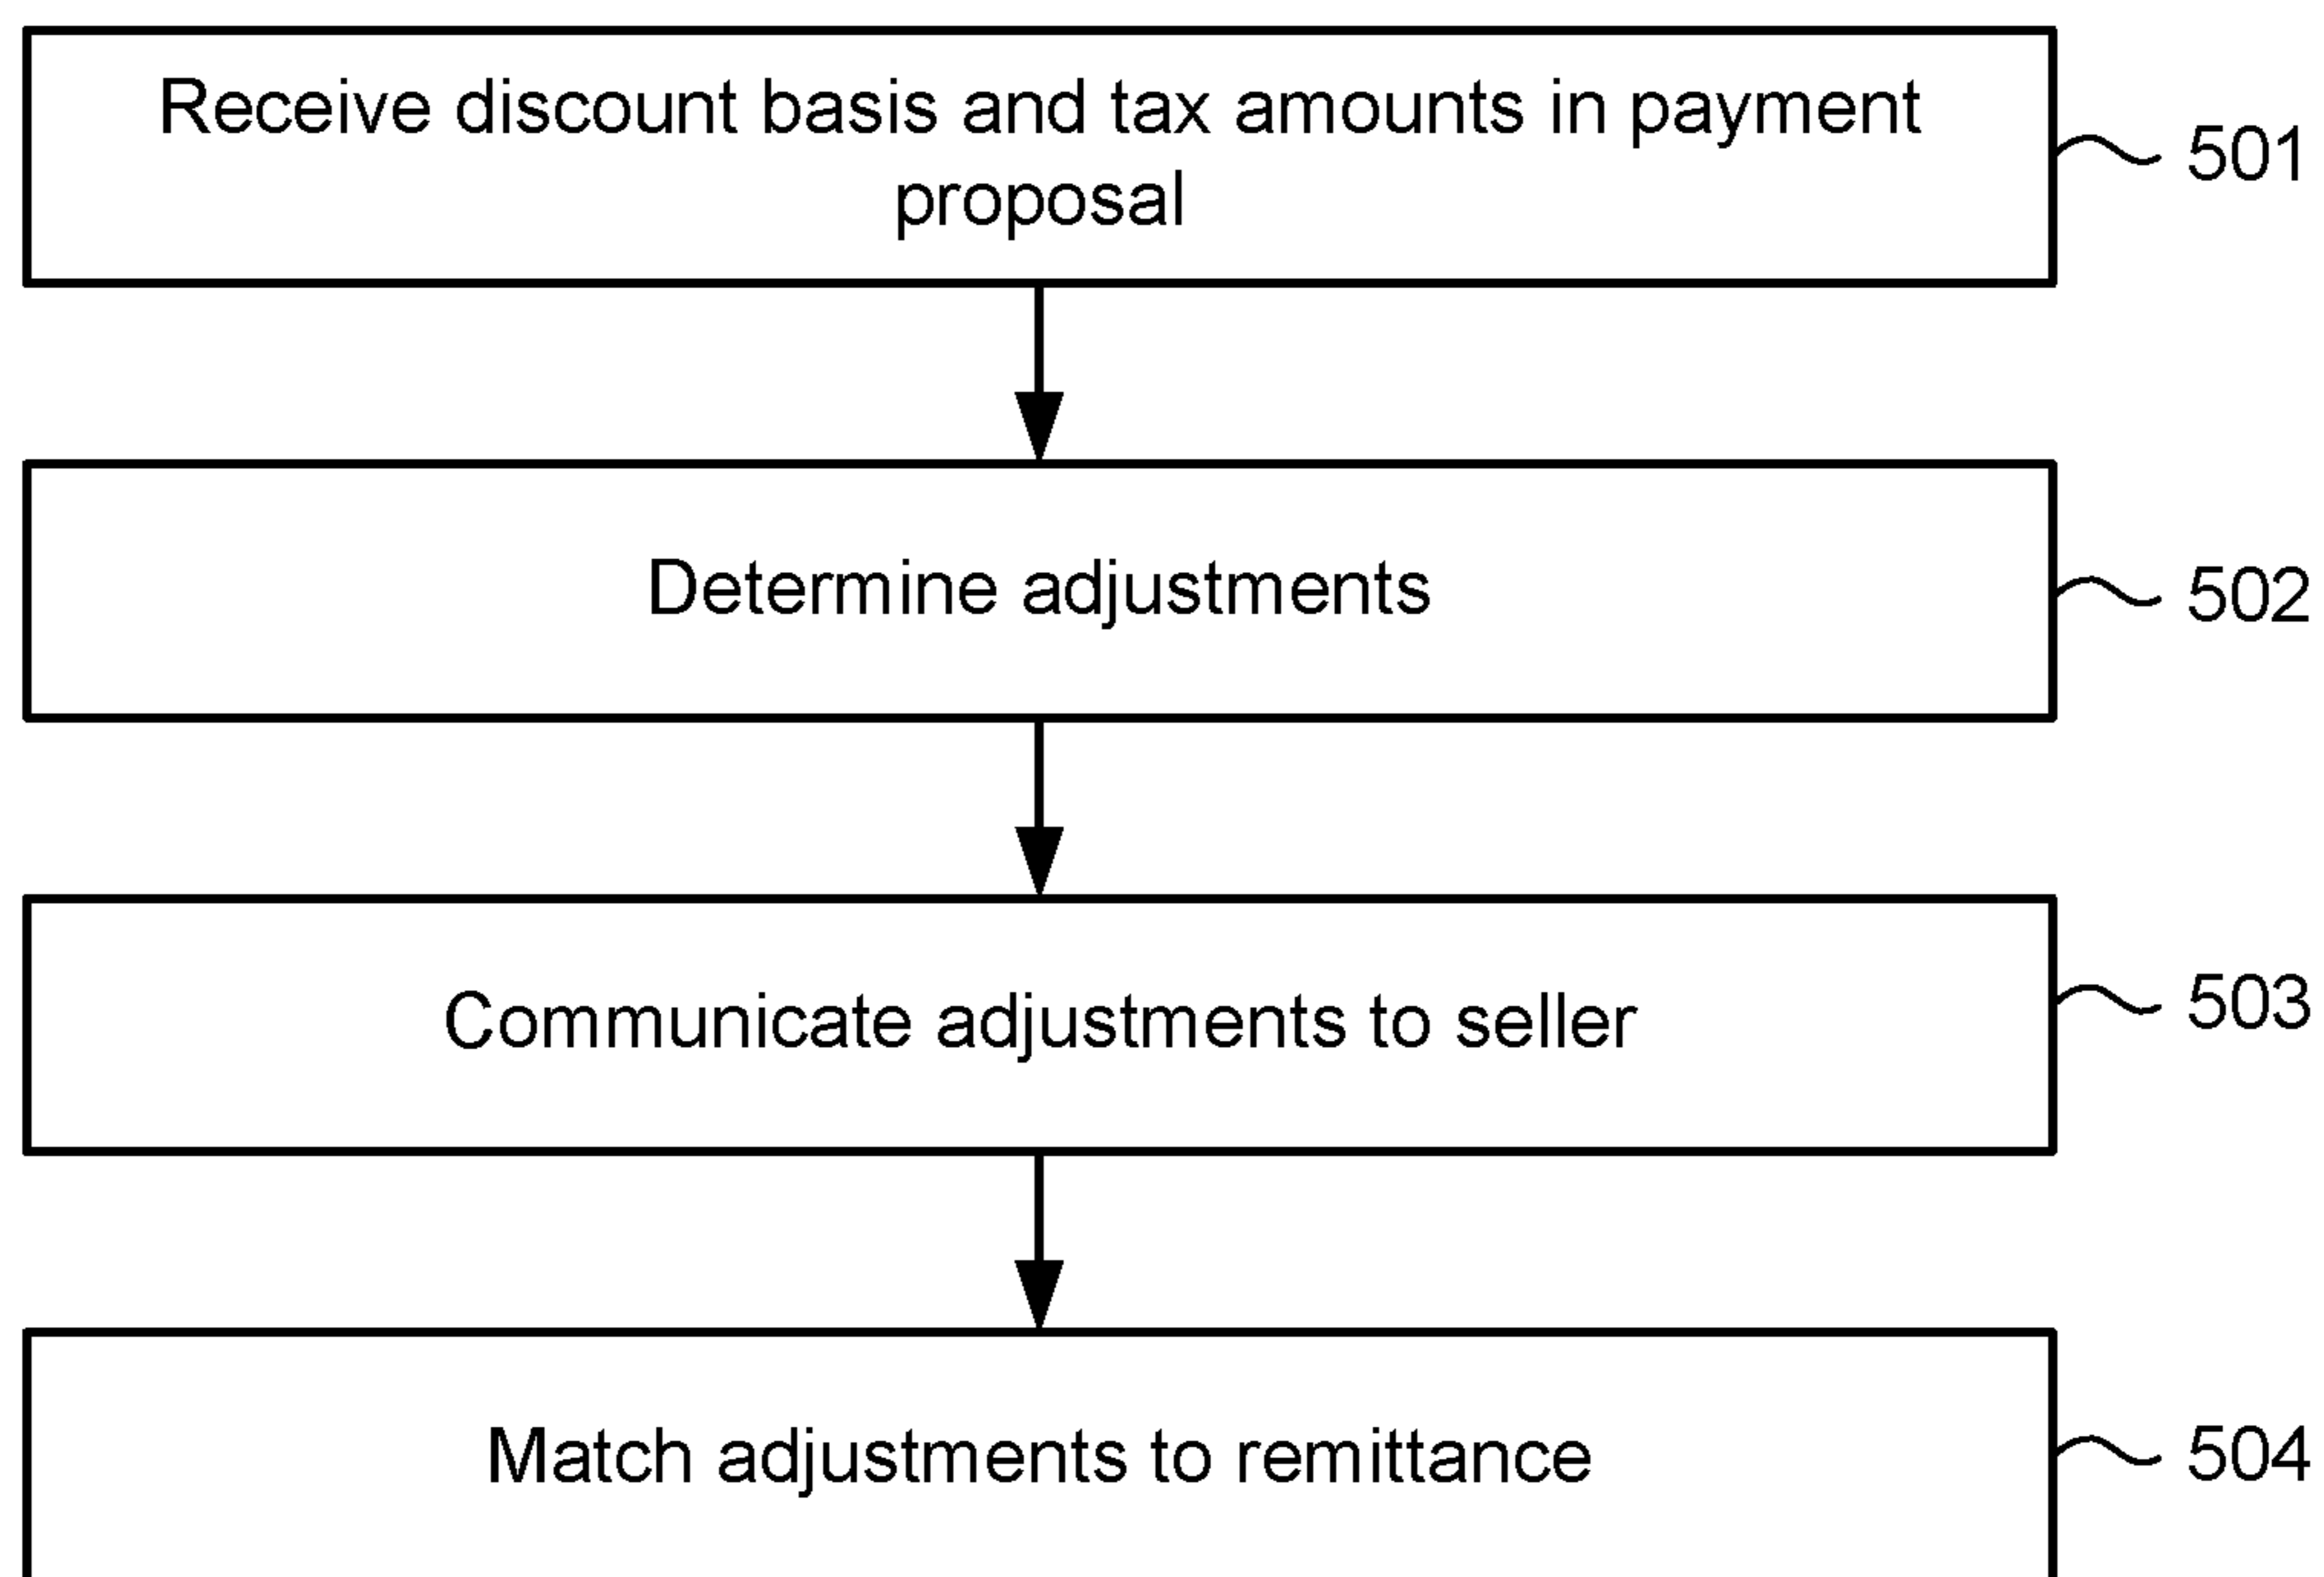 Receive discount basis and tax amounts in payment
proposal
501
Determine adjustments
502
Communicate adjustments to seller
503
Match adjustments to remittance
504